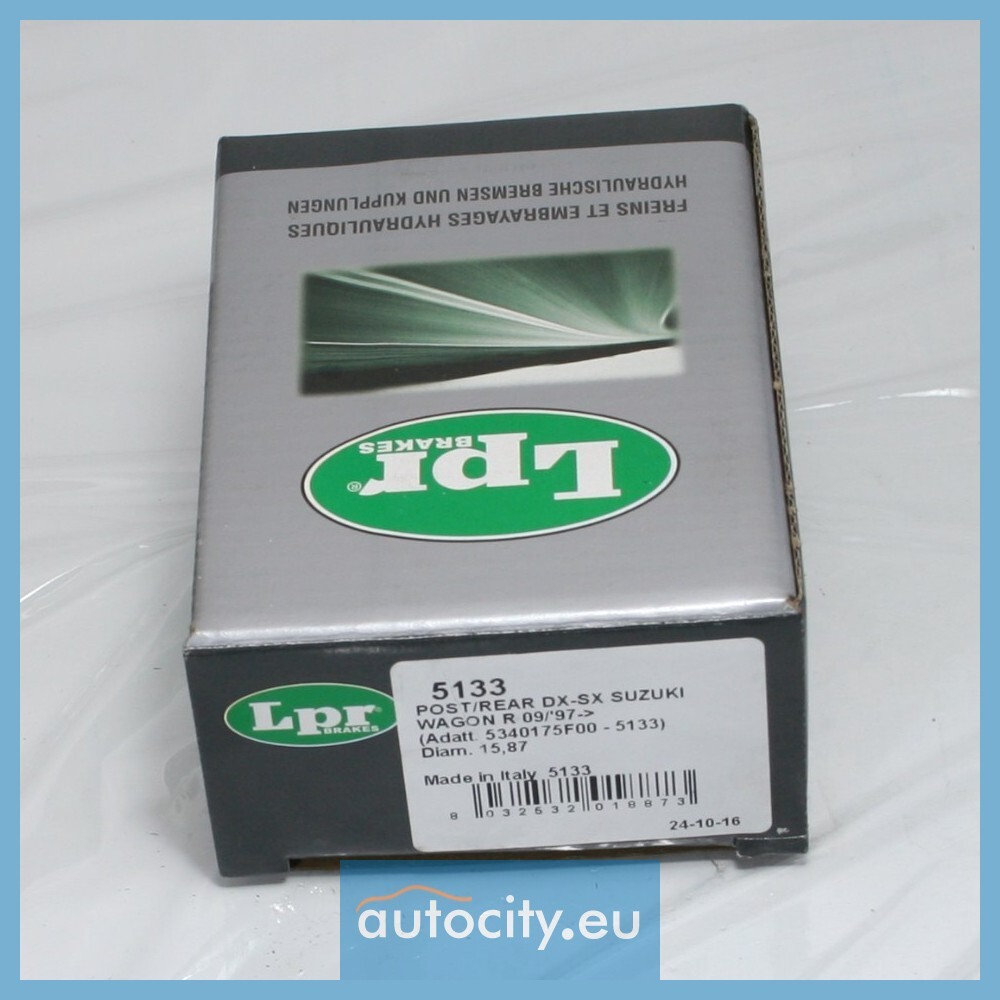 HYDRAULISCHE BREMSEN UND KUPPLUNGEN
FREINS ET EMBRAYAGES HYDRAULIQUES
Lpr
BRAKES
®
Lpr
BRAKES
5133
POST/REAR DX-SX SUZUKI
WAGON R 09/'97->
(Adatt. 5340175F00 - 5133)
Diam. 15,87
Made in Italy 5133
8 032532 019873
24-10-16
autocity.eu